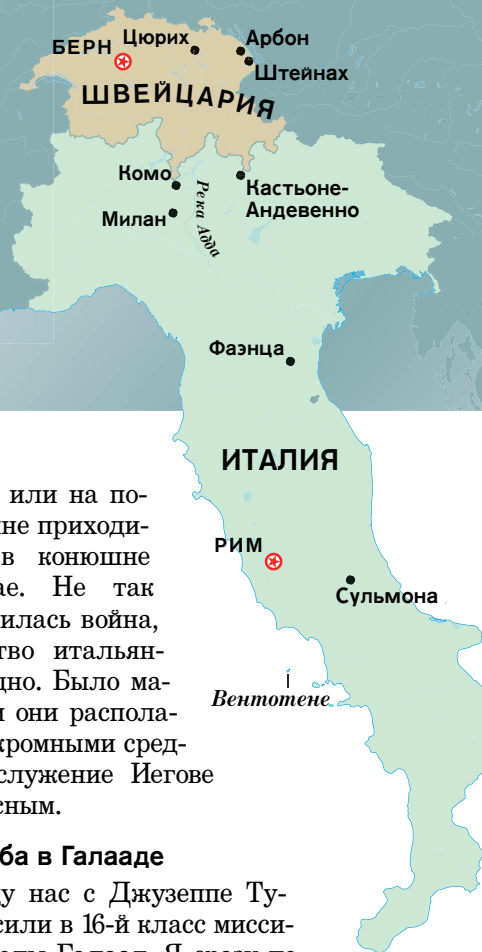 БЕРН
Цюрих
Арбон
Штейнах
ШВЕЙЦАРИЯ
Комо
Река Адда
Кастьоне-
Андевенно
Милан
Фаэнца
ИТАЛИЯ
РИМ
Сульмона
Вентотене
или на по-
не приходи-
в конюшне
ае. Не так
илась война,
тво итальян-
дно. Было ма-
и они распола-
кромными сред-
служение Иегове
сным.
ба в Галааде
ду нас с Джузеппе Ту-
сили в 16-й класс мисси-